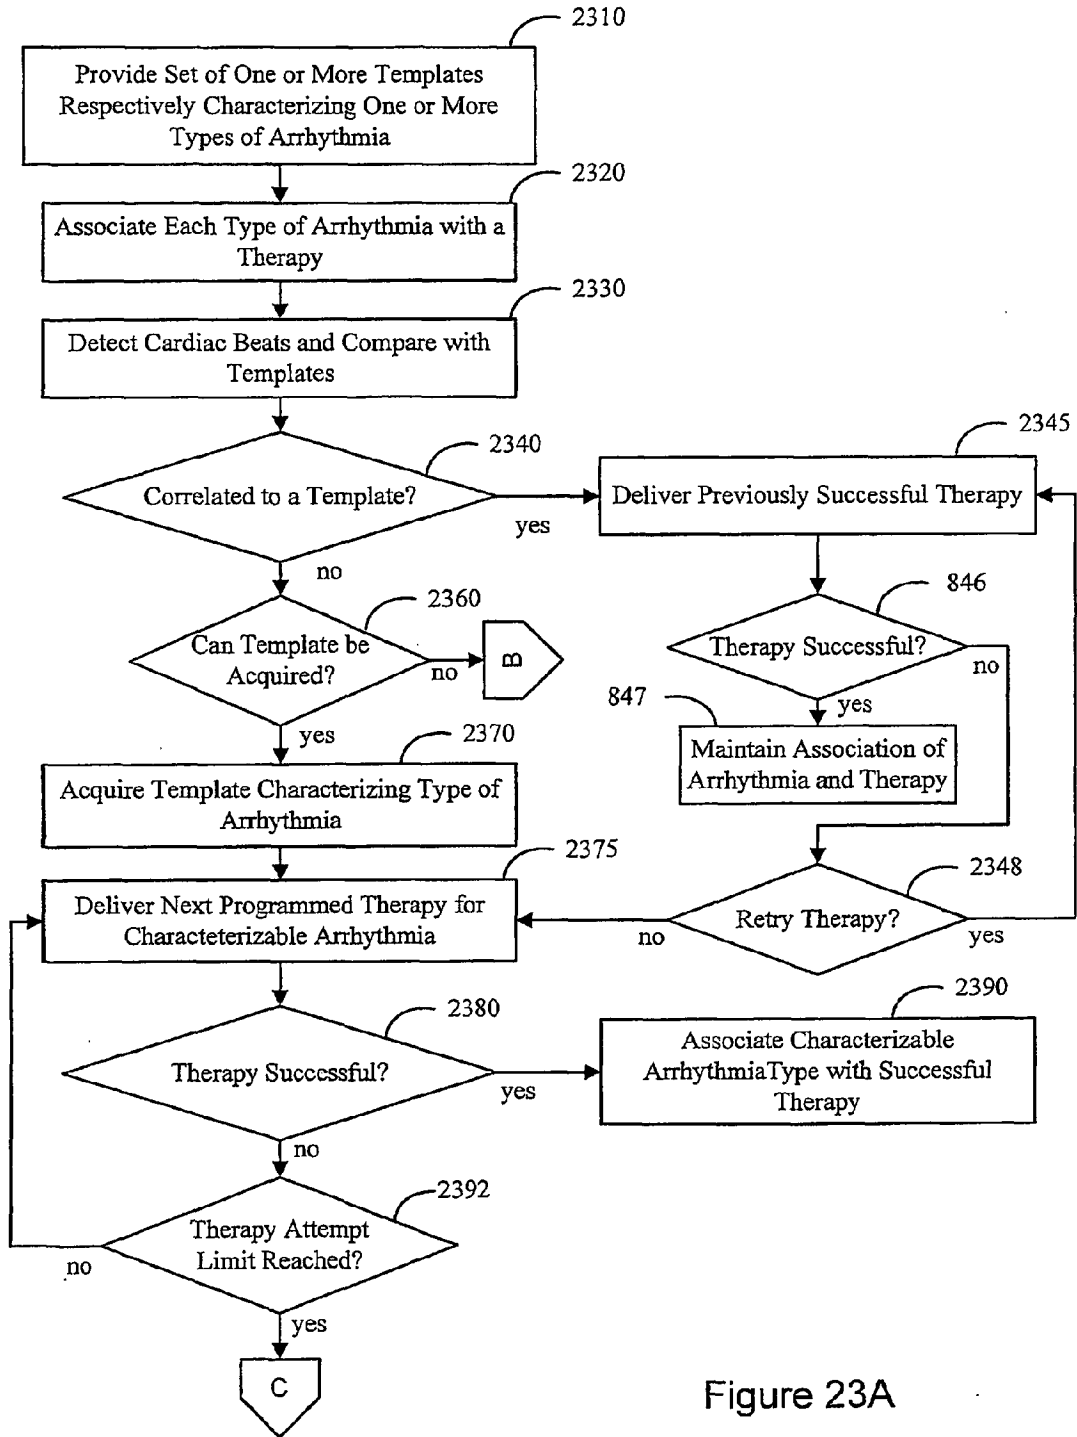 2310
Provide Set of One or More Templates
Respectively Characterizing One or More
Types of Arrhythmia
2320
Associate Each Type of Arrhythmia with a
Therapy
2330
Detect Cardiac Beats and Compare with
Templates
2340
Correlated to a Template?
yes
no
2345
Deliver Previously Successful Therapy
846
Therapy Successful?
no
yes
847
Maintain Association of
Arrhythmia and Therapy
2360
Can Template be
Acquired?
no
B
yes
2370
Acquire Template Characterizing Type of
Arrhythmia
2375
Deliver Next Programmed Therapy for
Characteterizable Arrhythmia
2348
Retry Therapy?
no
yes
2380
Therapy Successful?
yes
no
2390
Associate Characterizable
ArrhythmiaType with Successful
Therapy
2392
Therapy Attempt
Limit Reached?
no
yes
C
Figure 23A